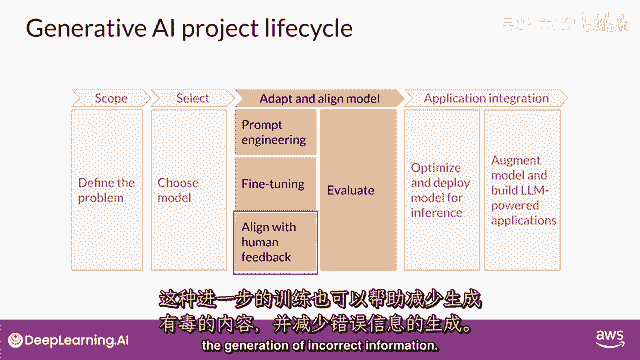 Generative AI project lifecycle
Scope
Select
Adapt and align model
Application integration
Define the
problem
Choose
model
Prompt
engineering
Fine-tuning
Align with
human
feedback
Evaluate
Optimize
and deploy
model for
inference
Augment
model and
build LLM-
powered
applications
这种进一步的训练也可以帮助减少生成
有毒的内容，并减少错误信息的生成。
the generation of incorrect information.
DeepLearning.AI
aws